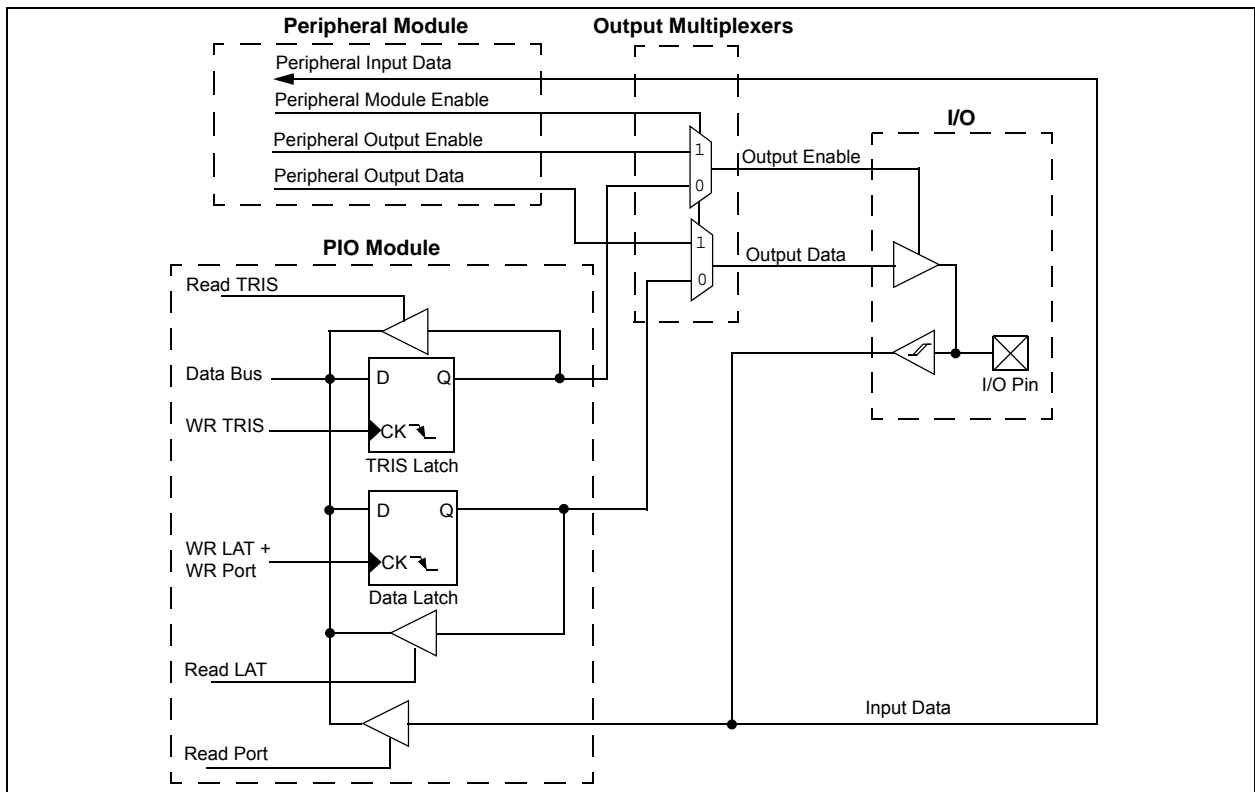 Peripheral Module
Output Multiplexers
Peripheral Input Data
Peripheral Module Enable
Peripheral Output Enable
Peripheral Output Data
1
0
1
0
Output Enable
Output Data
I/O
I/O Pin
PIO Module
Read TRIS
Data Bus
D
Q
WR TRIS
CK
TRIS Latch
D
Q
WR LAT +
WR Port
CK
Data Latch
Read LAT
Input Data
Read Port